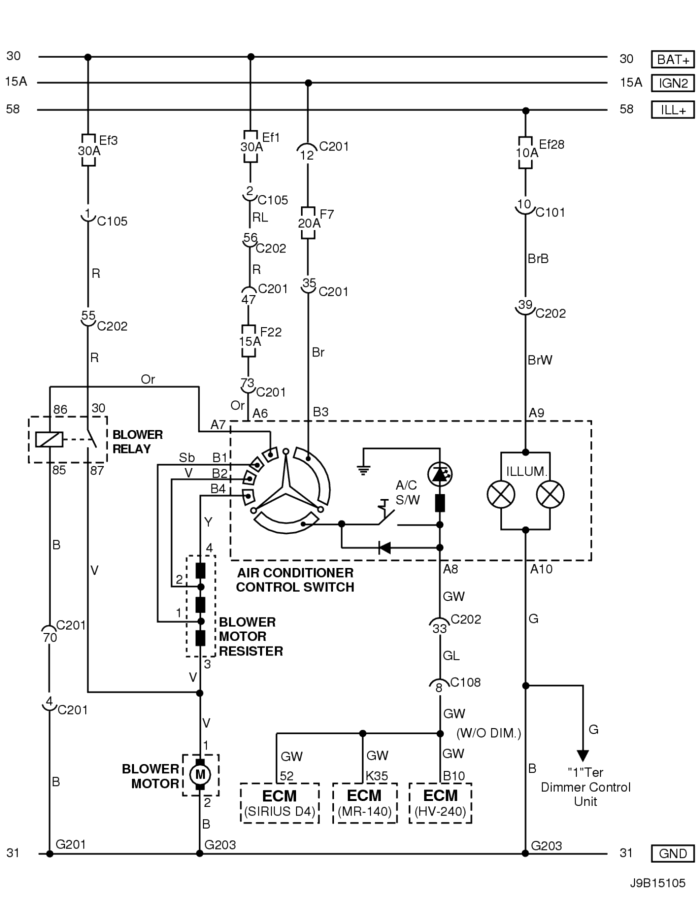 30 30 BAT+
15A 15A IGN2
58 58 ILL+
Ef3
30A
Ef1
30A
12 C201
Ef28
10A
1 C105
2 C105
RL
F7
20A
10 C101
56 C202
R
R
35 C201
BrB
47 C201
39 C202
55 C202
F22
15A
R
Br
BrW
Or
73 C201
Or A6
B3
A9
86 30
A7
BLOWER
RELAY
85 87
Sb B1
V B2
B4
A/C
S/W
ILLUM.
Y
4
B
V
2
1
3
AIR CONDITIONER
CONTROL SWITCH
A8
A10
GW
BLOWER
MOTOR
RESISTER
C202
33
G
C201
70
GL
V
C108
8
4
C201
GW
(W/O DIM.)
V
G
1
GW GW GW
52 K35 B10
BLOWER
MOTOR
M
2
ECM
(SIRIUS D4)
ECM
(MR-140)
ECM
(HV-240)
B
B
B
"1"Ter
Dimmer Control
Unit
31 G201 G203 G203 31 GND
J9B15105